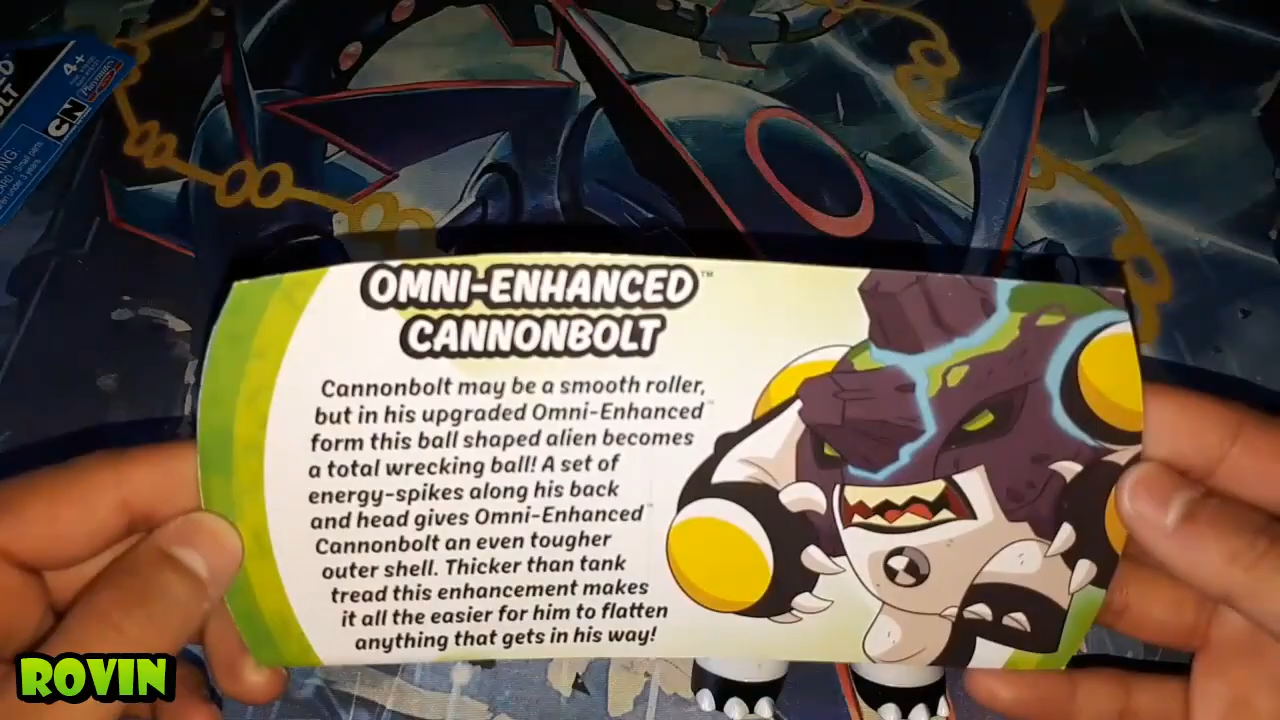 4+
CN
OMNI-ENHANCED™
CANNONBOLT
Cannonbolt may be a smooth roller,
but in his upgraded Omni-Enhanced™
form this ball shaped alien becomes
a total wrecking ball! A set of
energy-spikes along his back
and head gives Omni-Enhanced™
Cannonbolt an even tougher
outer shell. Thicker than tank
tread this enhancement makes
it all the easier for him to flatten
anything that gets in his way!
ROVIN